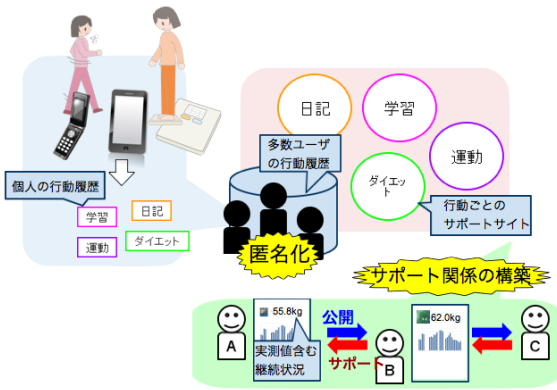 日記
学習
運動
ダイエッ
ト
多数ユーザ
の行動履歴
行動ごとの
サポートサイト
個人の行動履歴
学習
日記
運動
ダイエット
匿名化
サポート関係の構築
A
55.8kg
実測値含む
継続状況
公開
サポート
B
62.0kg
C